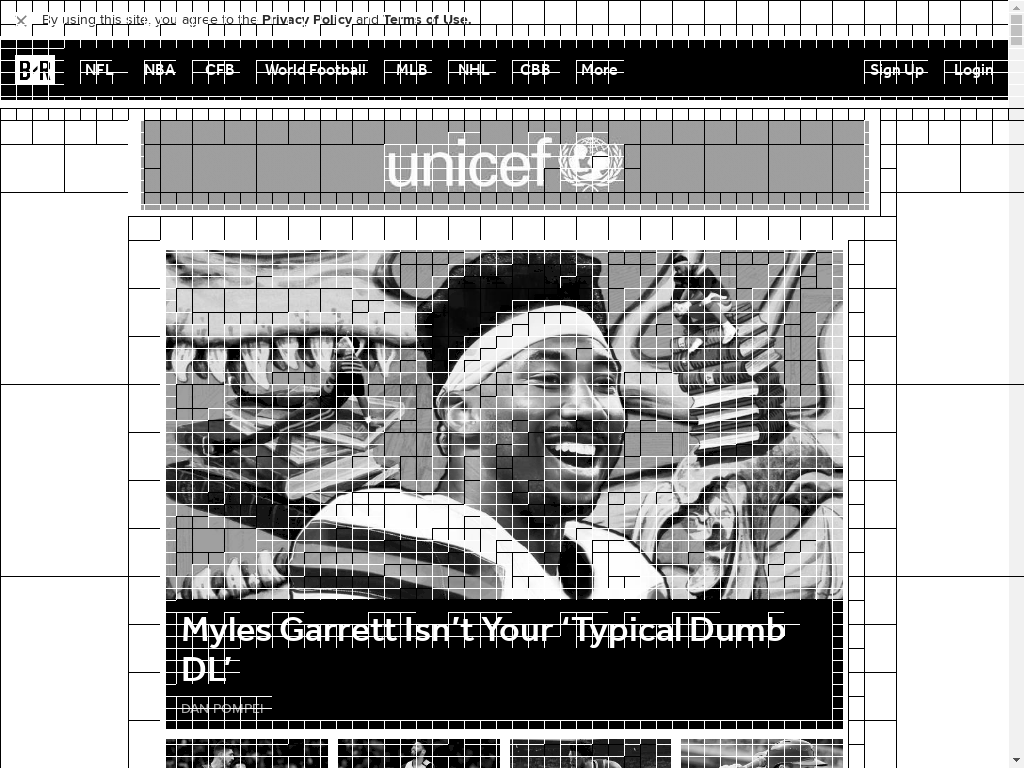 By using this site, you agree to the Privacy Policy and Terms of Use.
B/R NFL NBA CFB World Football MLB NHL CBB More Sign Up Login
unicef
Myles Garrett Isn't Your 'Typical Dumb
DL'
DAN POMPEI